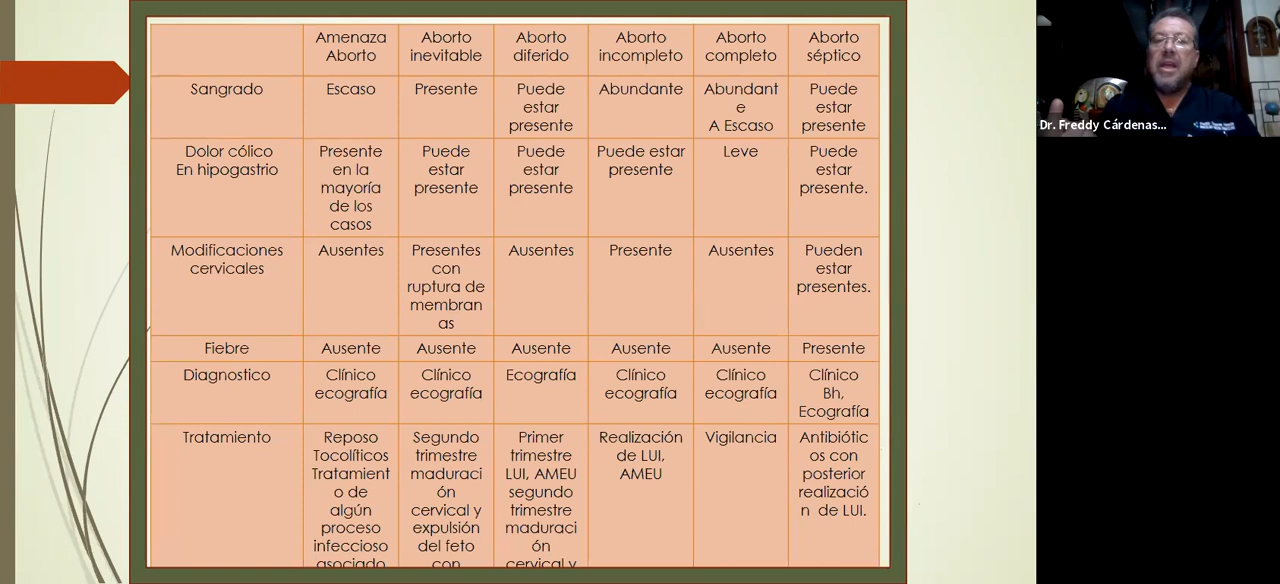 Amenaza
Aborto
Aborto
inevitable
Aborto
diferido
Aborto
incompleto
Aborto
completo
Aborto
séptico
Sangrado
Escaso
Presente
Puede
estar
presente
Abundante
Abundant
e
A Escaso
Puede
estar
presente
Dolor cólico
En hipogastrio
Presente
en la
mayoría
de los
casos
Puede
estar
presente
Puede
estar
presente
Puede estar
presente
Leve
Puede
estar
presente.
Modificaciones
cervicales
Ausentes
Presentes
con
ruptura de
membran
as
Ausentes
Presente
Ausentes
Pueden
estar
presentes.
Fiebre
Ausente
Ausente
Ausente
Ausente
Ausente
Presente
Diagnostico
Clínico
ecografía
Clínico
ecografía
Ecografía
Clínico
ecografía
Clínico
ecografía
Clínico
Bh,
Ecografía
Tratamiento
Reposo
Tocolíticos
Tratamient
o de
algún
proceso
infeccioso
asociado
Segundo
trimestre
maduraci
ón
cervical y
expulsión
del feto
con
Primer
trimestre
LUI, AMEU
segundo
trimestre
maduraci
ón
cervical y
Realización
de LUI,
AMEU
Vigilancia
Antibiótic
os con
posterior
realizació
n de LUI.
Dr. Freddy Cárdenas...